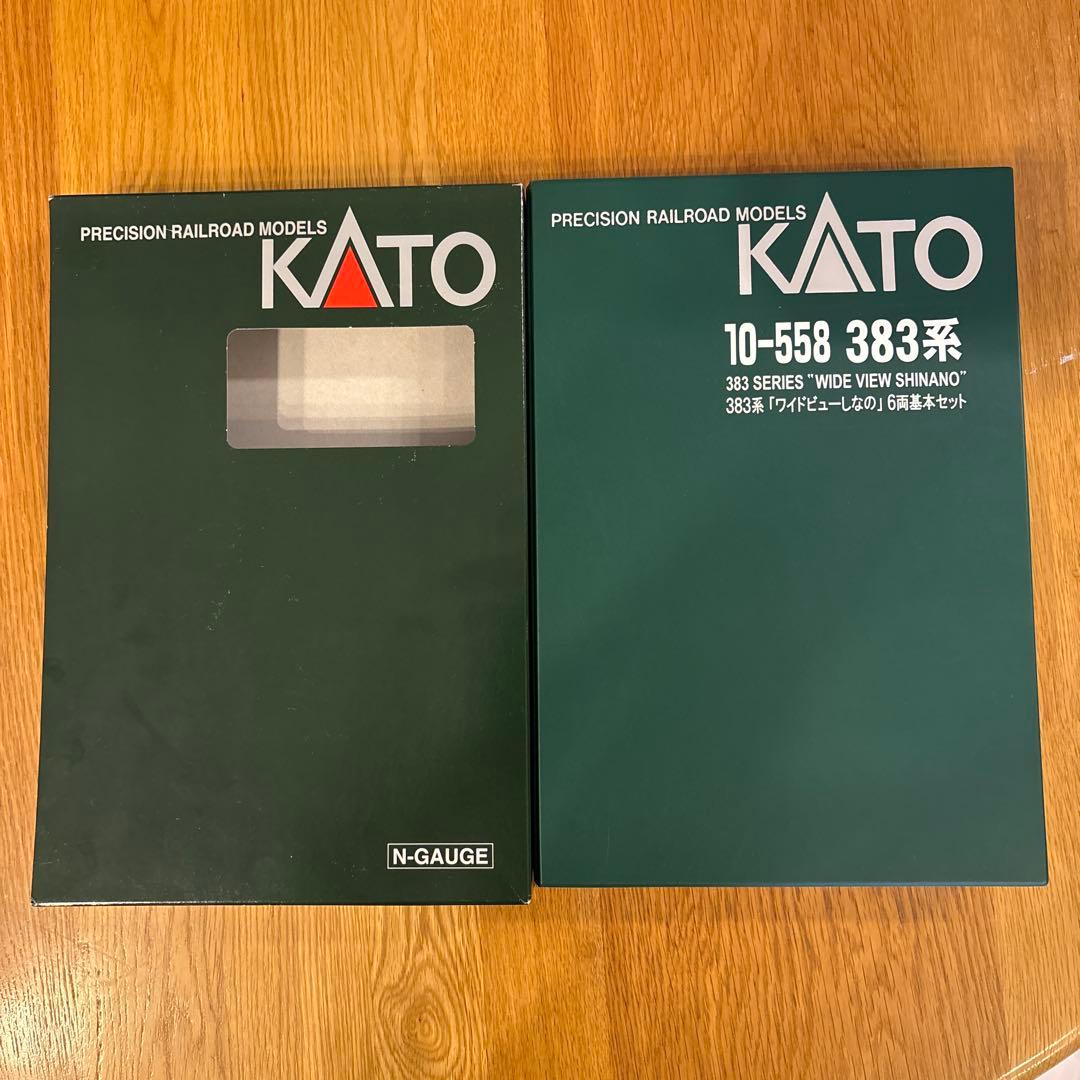 PRECISION RAILROAD MODELS
KATO
N-GAUGE
PRECISION RAILROAD MODELS
KATO
10-558 383系
383 SERIES "WIDE VIEW SHINANO"
383系「ワイドビューしなの」6両基本セット